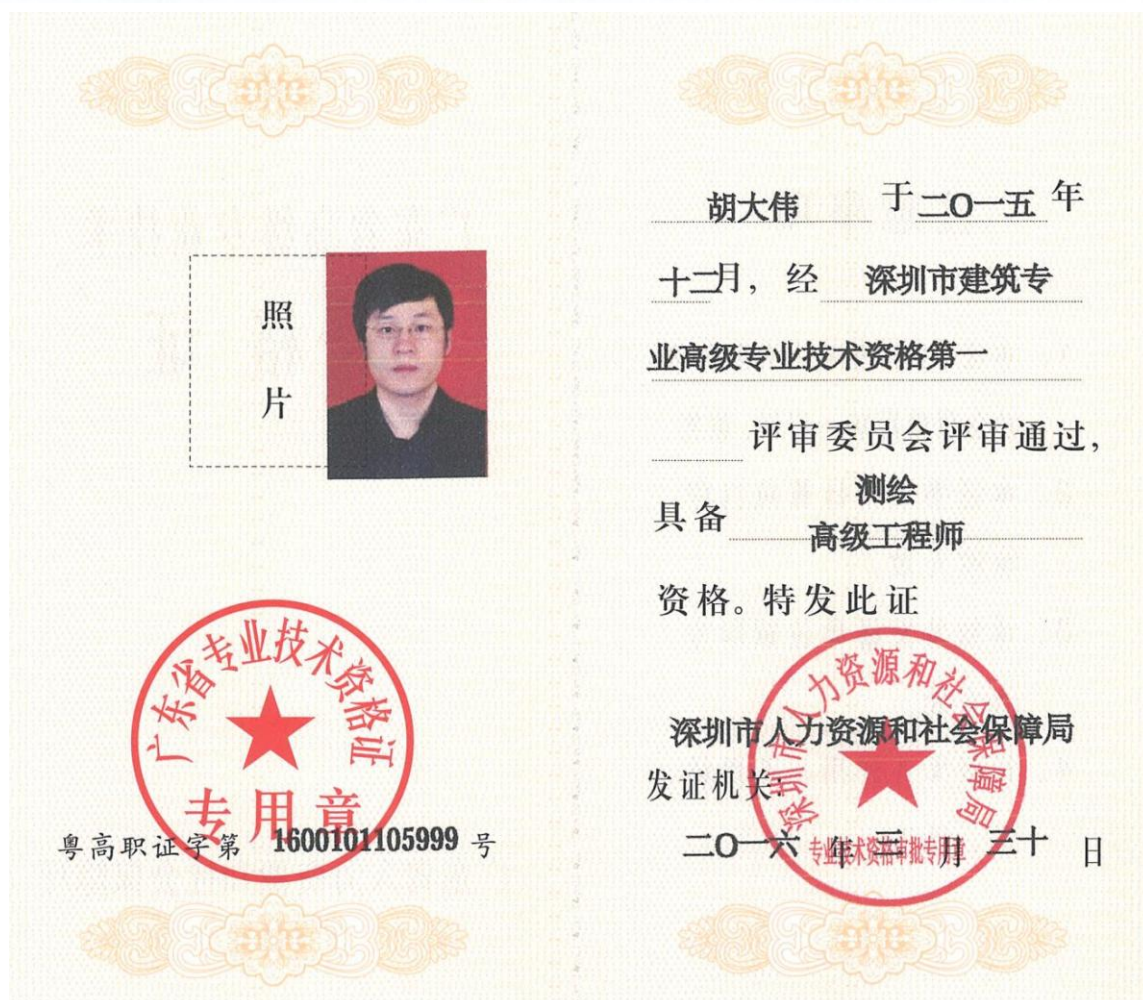 照
片
广东省专业技术资格证
专用章
粤高职证字第 1600101105999 号
胡大伟 于二O一五 年
十二月，经 深圳市建筑专
业高级专业技术资格第一
评审委员会评审通过，
测绘
具备
高级工程师
资格。特发此证
深圳市人力资源和社会保障局
深圳市人力资源和社会保障局
发证机关：
二O一六 年 三 月 三十 日
专业技术资格审批专用章